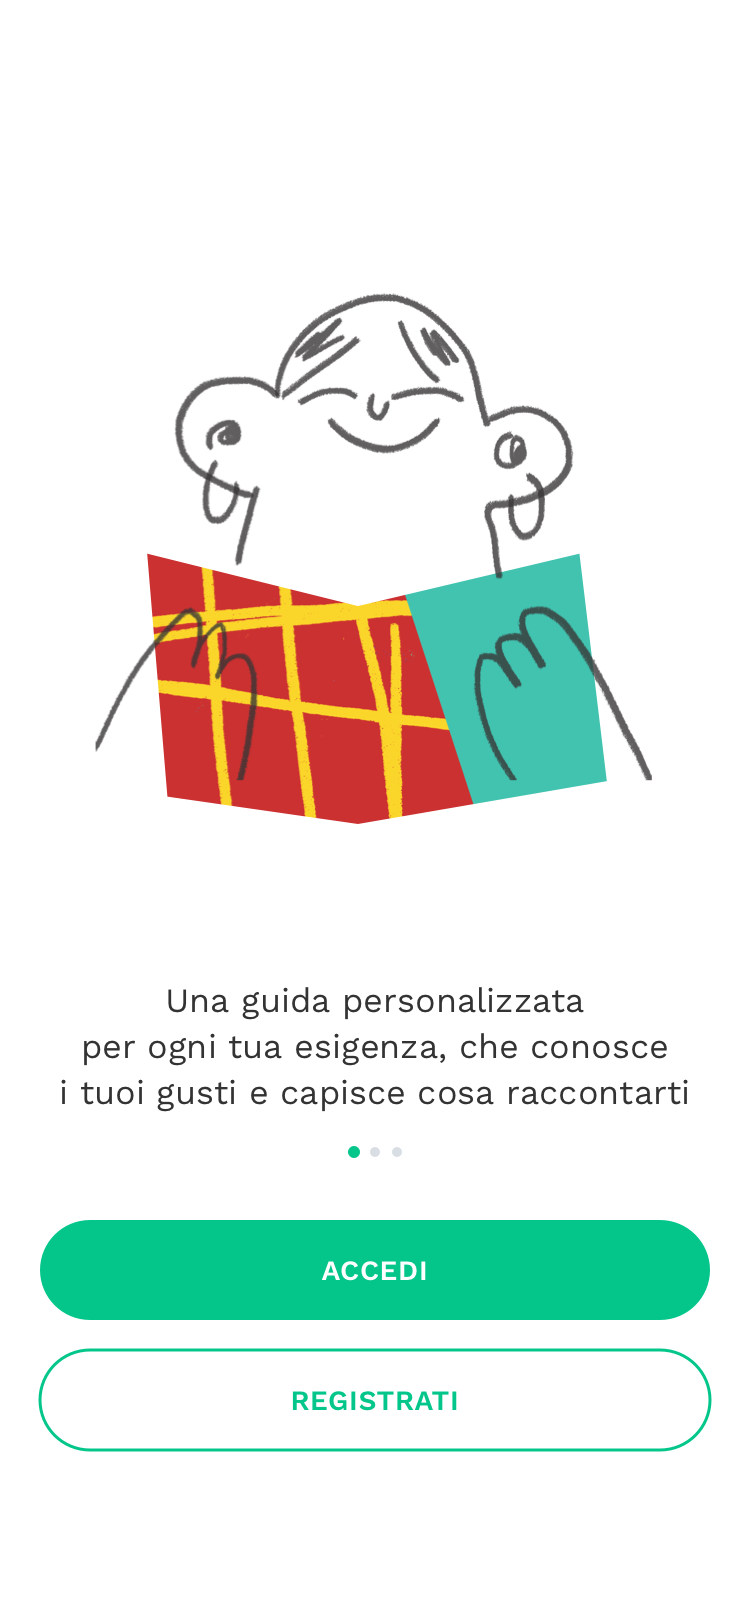 Una guida personalizzata
per ogni tua esigenza, che conosce
i tuoi gusti e capisce cosa raccontarti
ACCEDI
REGISTRATI